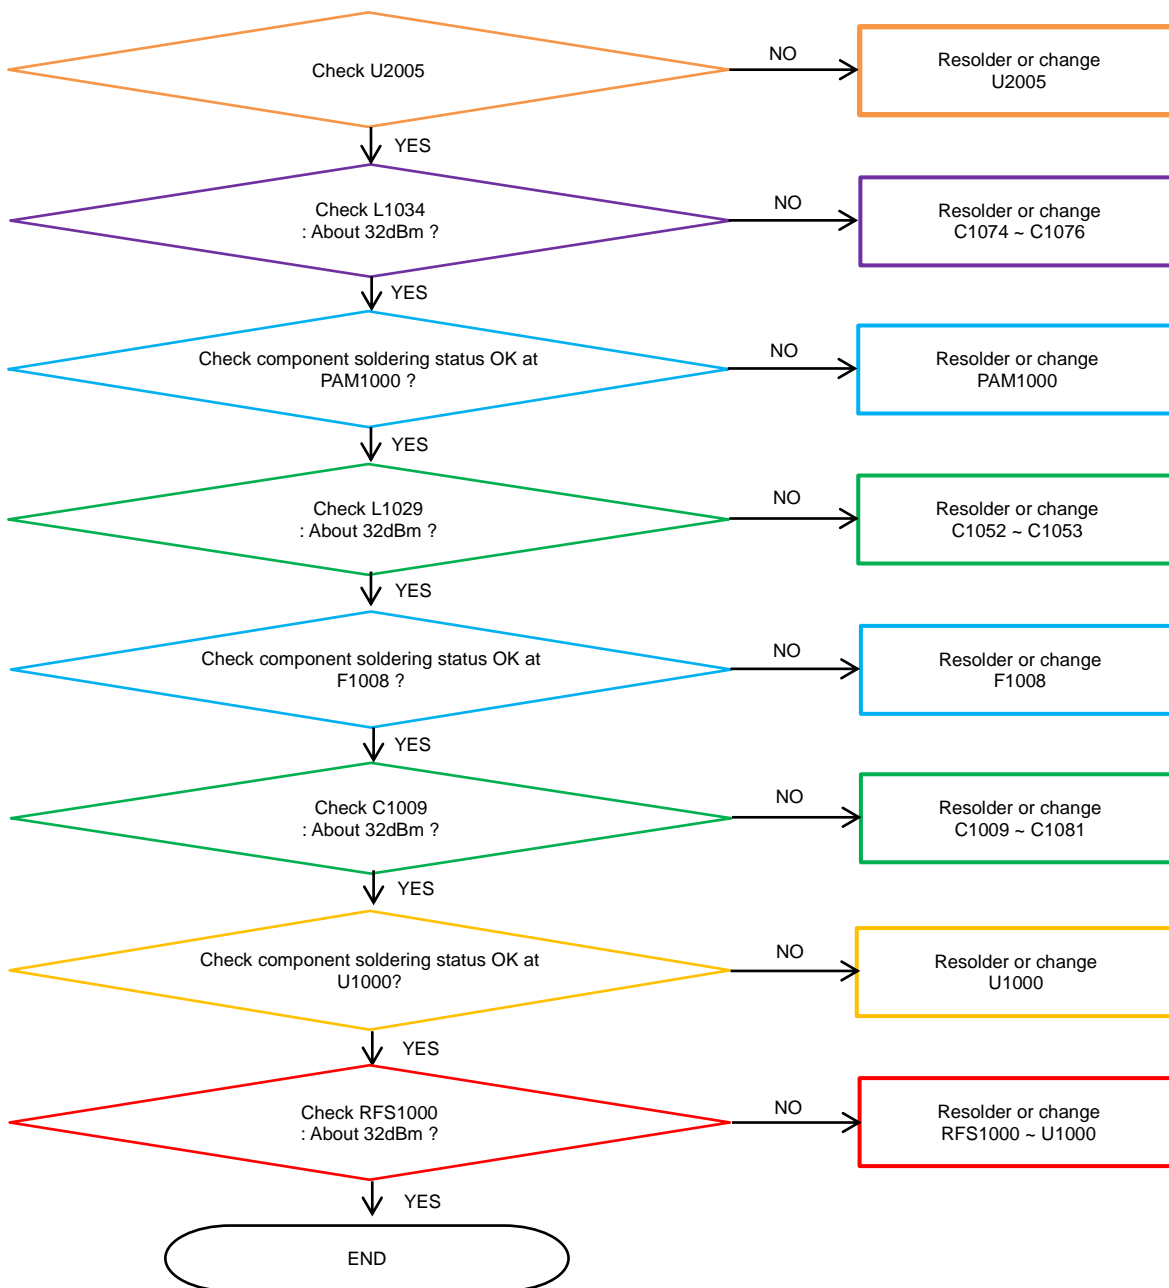 Check U2005
NO
Resolder or change
U2005
YES
Check L1034
: About 32dBm ?
NO
Resolder or change
C1074 ~ C1076
YES
Check component soldering status OK at
PAM1000 ?
NO
Resolder or change
PAM1000
YES
Check L1029
: About 32dBm ?
NO
Resolder or change
C1052 ~ C1053
YES
Check component soldering status OK at
F1008 ?
NO
Resolder or change
F1008
YES
Check C1009
: About 32dBm ?
NO
Resolder or change
C1009 ~ C1081
YES
Check component soldering status OK at
U1000?
NO
Resolder or change
U1000
YES
Check RFS1000
: About 32dBm ?
NO
Resolder or change
RFS1000 ~ U1000
YES
END